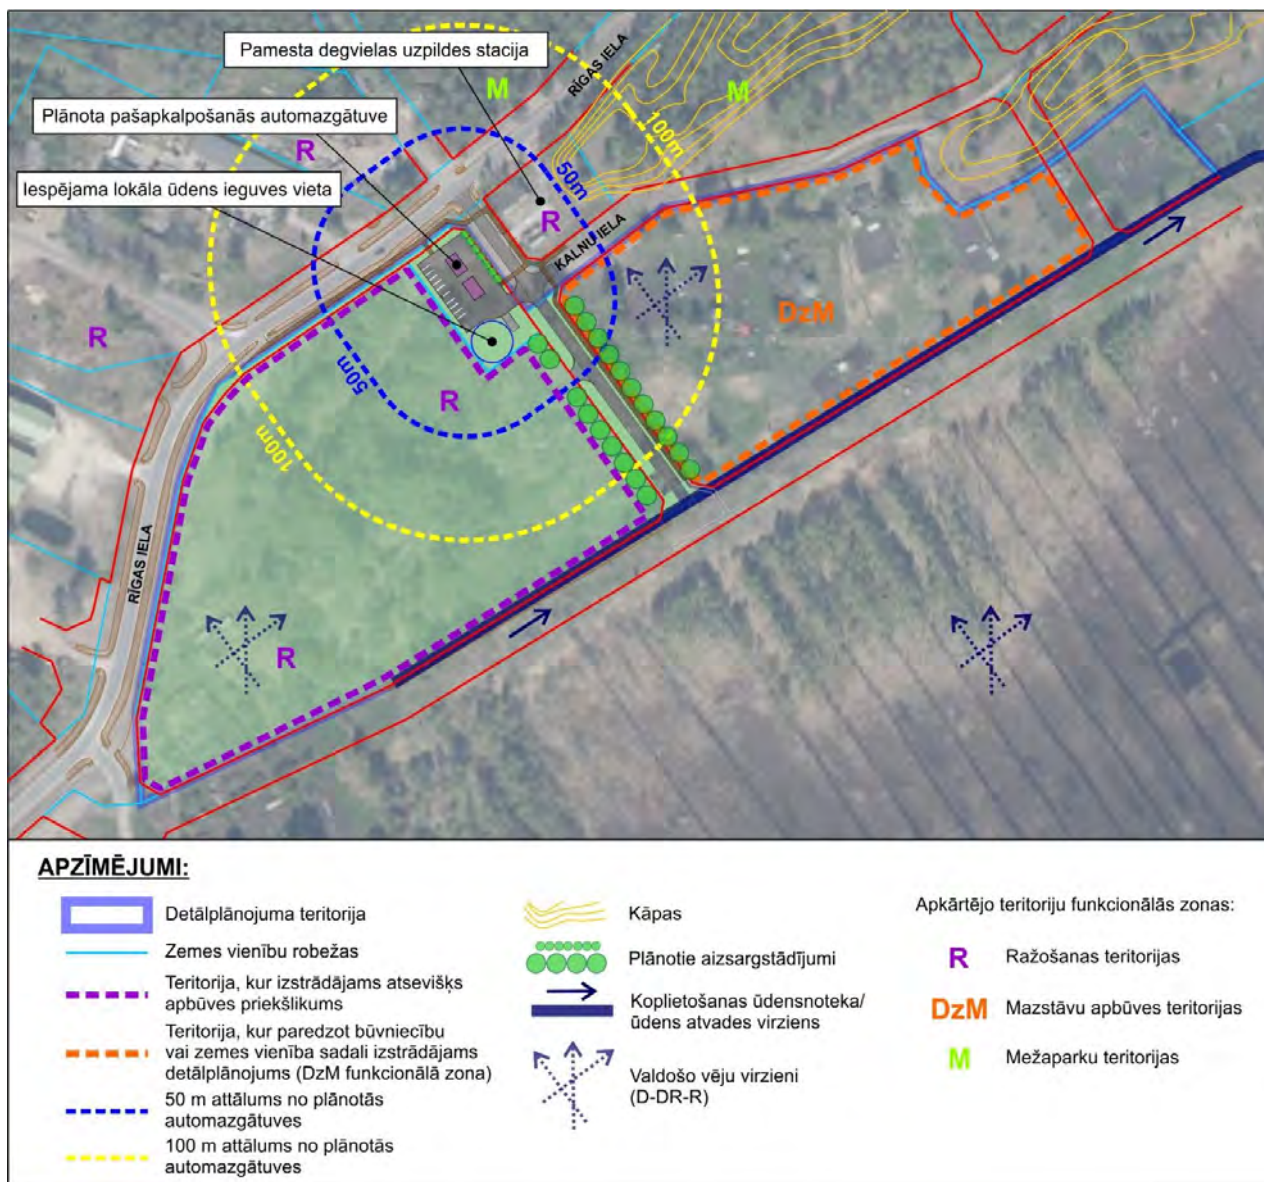 Pamesta degvielas uzpildes stacija
Plānota pašapkalpošanās automazgātuve
Iespējama lokāla ūdens ieguves vieta
RĪGAS IELA
M
M
100m
50m
R
R
KALNU IELA
R
DzM
50m
R
100m
RĪGAS IELA
R
APZĪMĒJUMI:
Detālplānojuma teritorija
Zemes vienību robežas
Teritorija, kur izstrādājams atsevišķs
apbūves priekšlikums
Teritorija, kur paredzot būvniecību
vai zemes vienība sadali izstrādājams
detālplānojums (DzM funkcionālā zona)
50 m attālums no plānotās
automazgātuves
100 m attālums no plānotās
automazgātuves
Kāpas
Plānotie aizsargstādījumi
Koplietošanas ūdensnoteka/
ūdens atvades virziens
Valdošo vēju virzieni
(D-DR-R)
Apkārtējo teritoriju funkcionālās zonas:
R Ražošanas teritorijas
DzM Mazstāvu apbūves teritorijas
M Mežaparku teritorijas